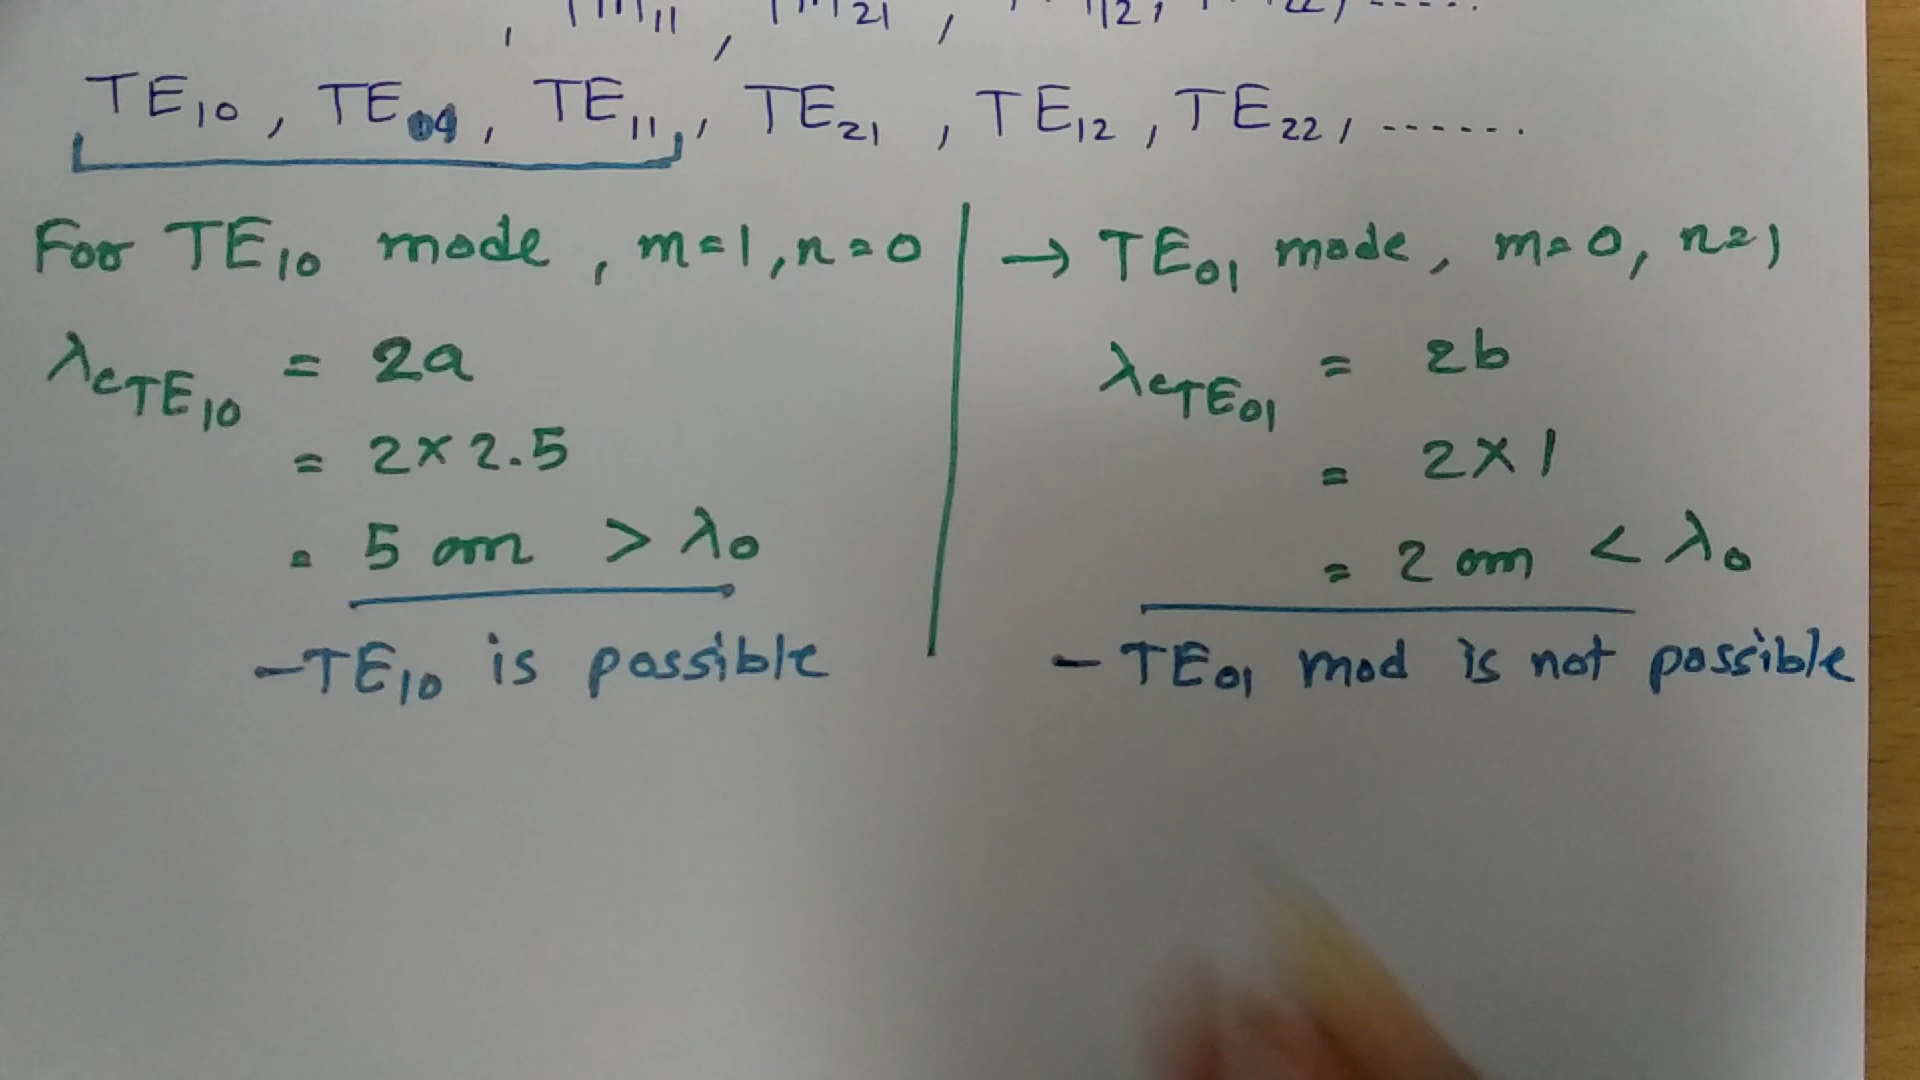 , TM11, TM21,
TE10, TE01, TE11, TE21, TE12, TE22, ------.
For TE10 mode, m=1, n=0
λcTE10 = 2a
= 2×2.5
= 5 cm > λ0
-TE10 is possible
→ TE01 mode, m=0, n=1
λcTE01 = 2b
= 2×1
= 2 cm < λ0
- TE01 mod is not possible